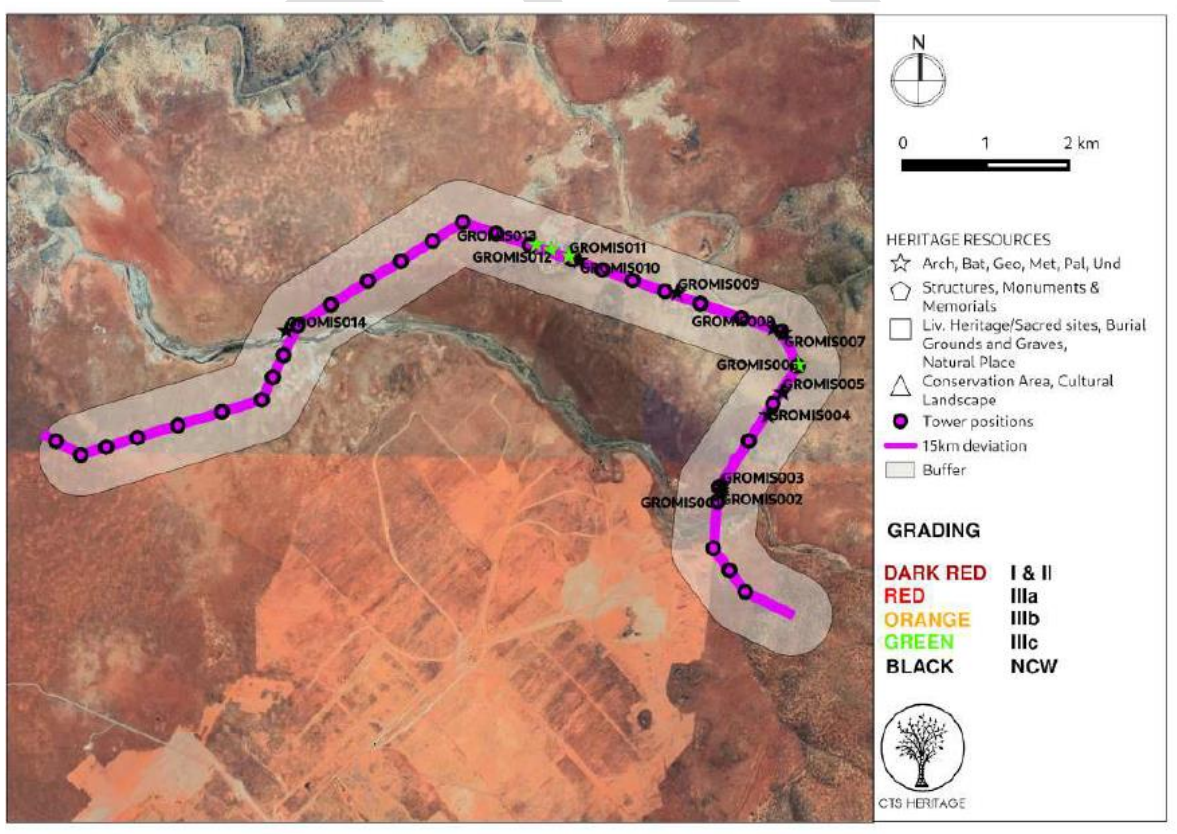 N
0 1 2 km
HERITAGE RESOURCES
Arch, Bat, Geo, Met, Pal, Und
Structures, Monuments &
Memorials
Liv. Heritage/Sacred sites, Burial
Grounds and Graves,
Natural Place
Conservation Area, Cultural
Landscape
Tower positions
15km deviation
Buffer
GRADING
DARK RED I & II
RED IIIa
ORANGE IIIb
GREEN IIIc
BLACK NCW
CTS HERITAGE
GROMIS013
GROMIS011
GROMIS012
GROMIS010
GROMIS009
GROMIS014
GROMIS008
GROMIS007
GROMIS006
GROMIS005
GROMIS004
GROMIS003
GROMIS002